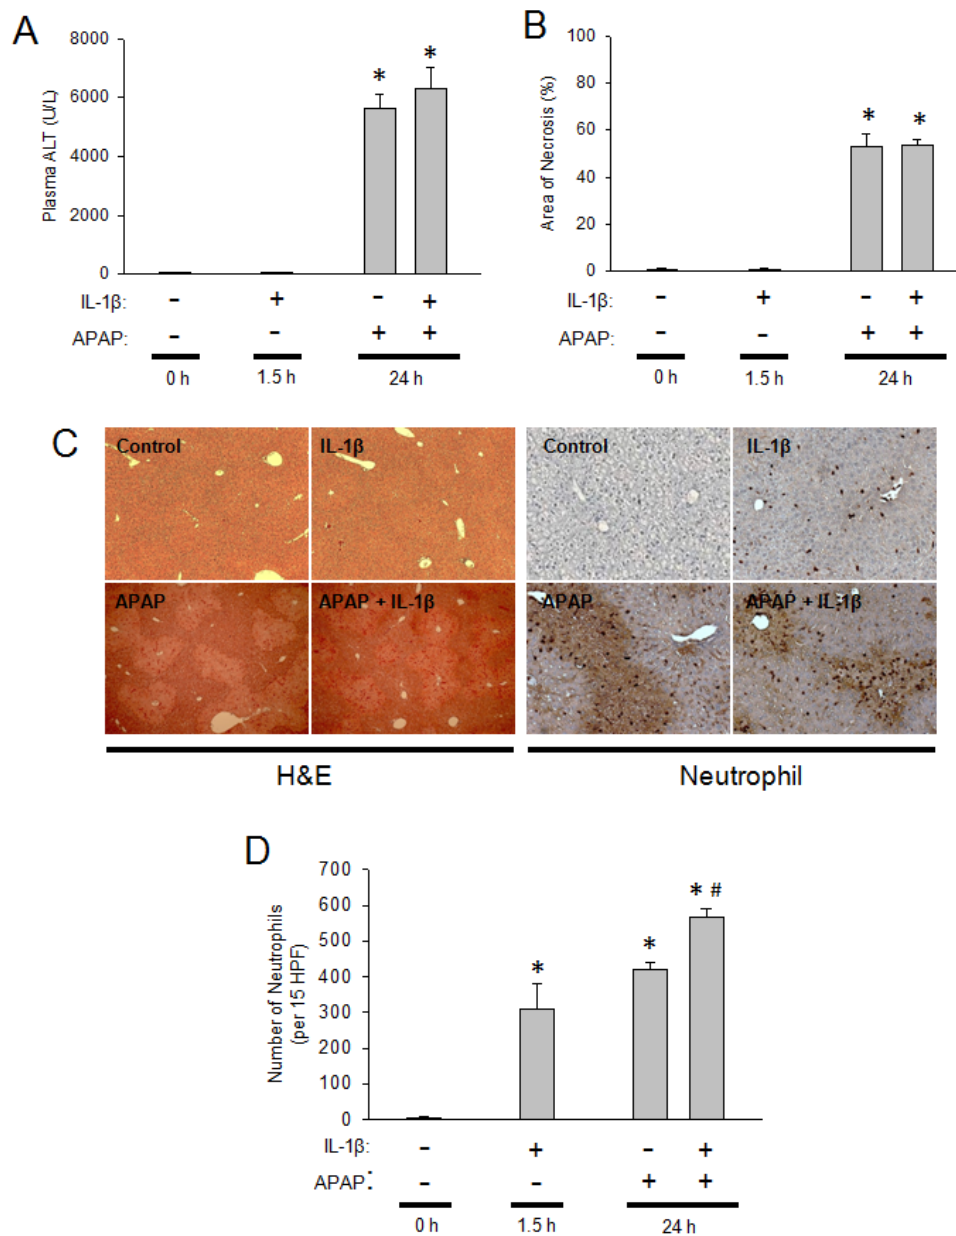 A
Plasma ALT (U/L)
8000
6000
4000
2000
0
* *
IL-1β: - + - +
APAP: - - + +
0 h 1.5 h 24 h
B
Area of Necrosis (%)
100
80
60
40
20
0
* *
IL-1β: - + - +
APAP: - - + +
0 h 1.5 h 24 h
C
Control IL-1β
APAP APAP + IL-1β
H&E
Control IL-1β
APAP APAP + IL-1β
Neutrophil
D
Number of Neutrophils
(per 15 HPF)
700
600
500
400
300
200
100
0
* * * #
IL-1β: - + - +
APAP: - - + +
0 h 1.5 h 24 h